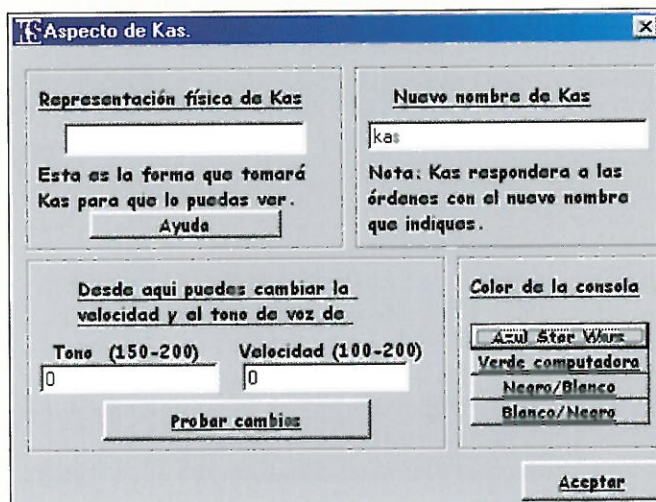 KS Aspecto de Kas.
Representación física de Kas
Esta es la forma que tomará
Kas para que lo puedas ver.
Ayuda
Nuevo nombre de Kas
kas
Nota: Kas respondera a las
órdenes con el nuevo nombre
que indiques.
Desde aqui puedes cambiar la
velocidad y el tono de voz de
Tono (150-200)
Velocidad (100-200)
0
0
Probar cambios
Color de la consola
Azul Star Wars
Verde computadora
Negro/Blanco
Blanco/Negro
Aceptar